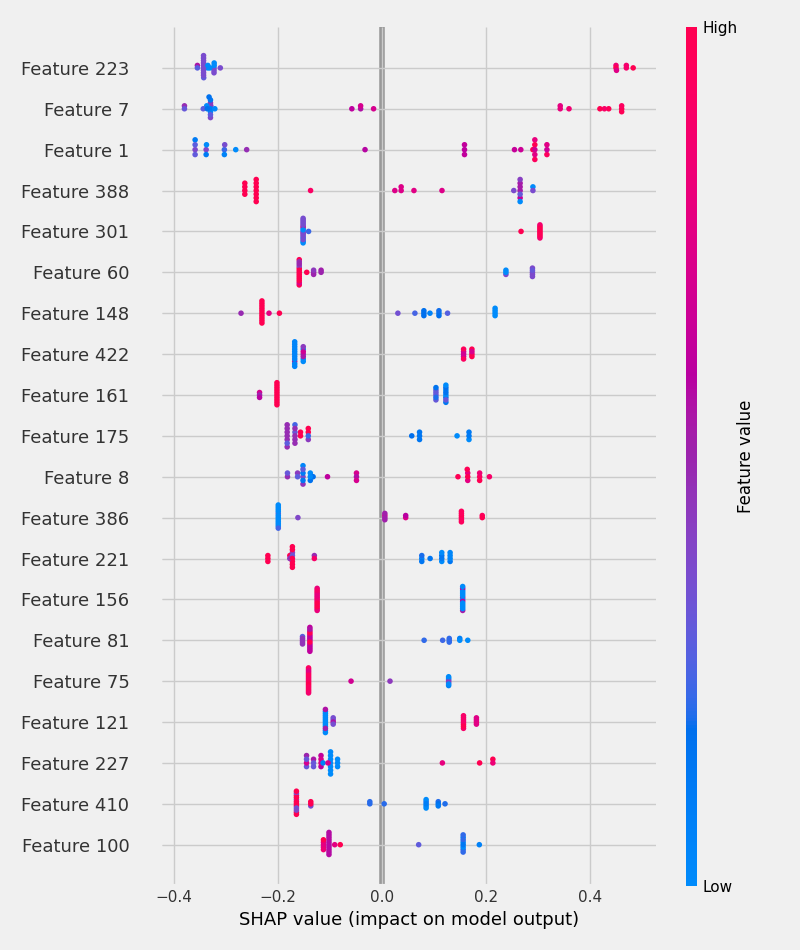 High
Feature 223
Feature 7
Feature 1
Feature 388
Feature 301
Feature 60
Feature 148
Feature 422
Feature 161
Feature 175
Feature 8
Feature 386
Feature 221
Feature 156
Feature 81
Feature 75
Feature 121
Feature 227
Feature 410
Feature 100
Feature value
Low
−0.4 −0.2 0.0 0.2 0.4
SHAP value (impact on model output)